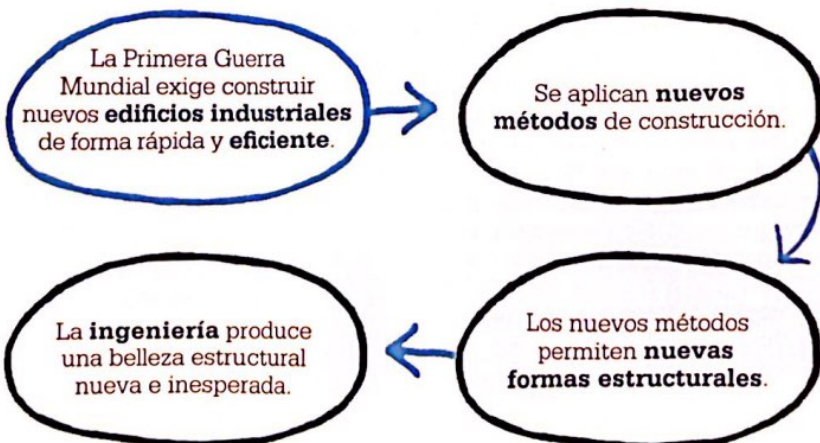 La Primera Guerra
Mundial exige construir
nuevos edificios industriales
de forma rápida y eficiente.
Se aplican nuevos
métodos de construcción.
Los nuevos métodos
permiten nuevas
formas estructurales.
La ingeniería produce
una belleza estructural
nueva e inesperada.